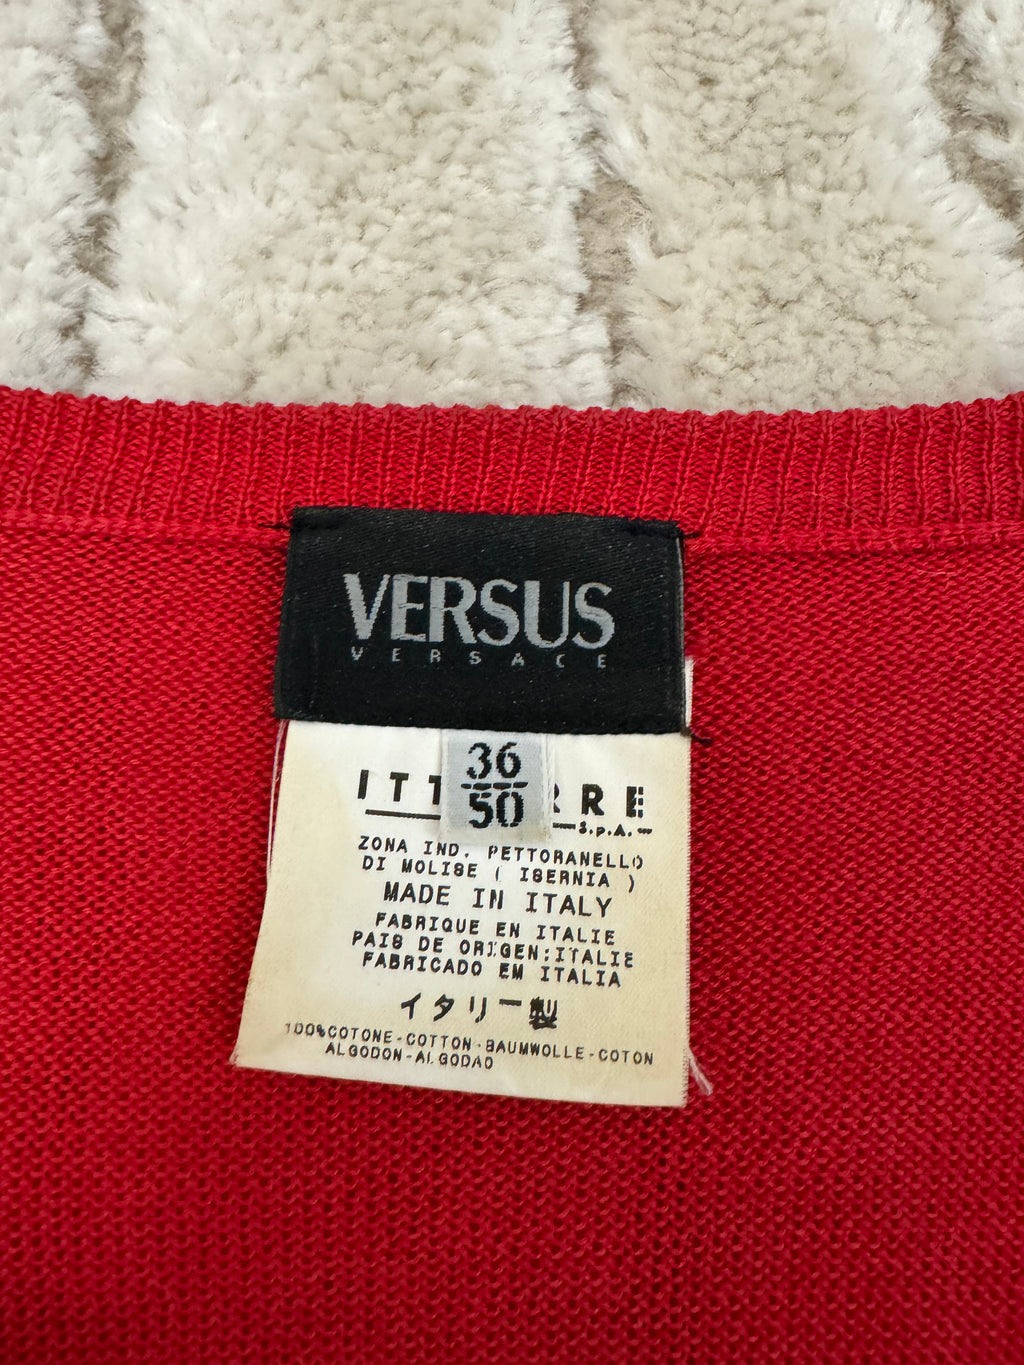 VERSUS
VERSACE
36
50
S.p.A.
ZONA IND. PETTORANELLO
DI MOLISE ( ISERNIA )
MADE IN ITALY
FABRIQUE EN ITALIE
PAIS DE ORIGEN:ITALIE
FABRICADO EM ITALIA
イタリー製
100%COTONE-COTTON-BAUMWOLLE-COTON
ALGODON-ALGODAO